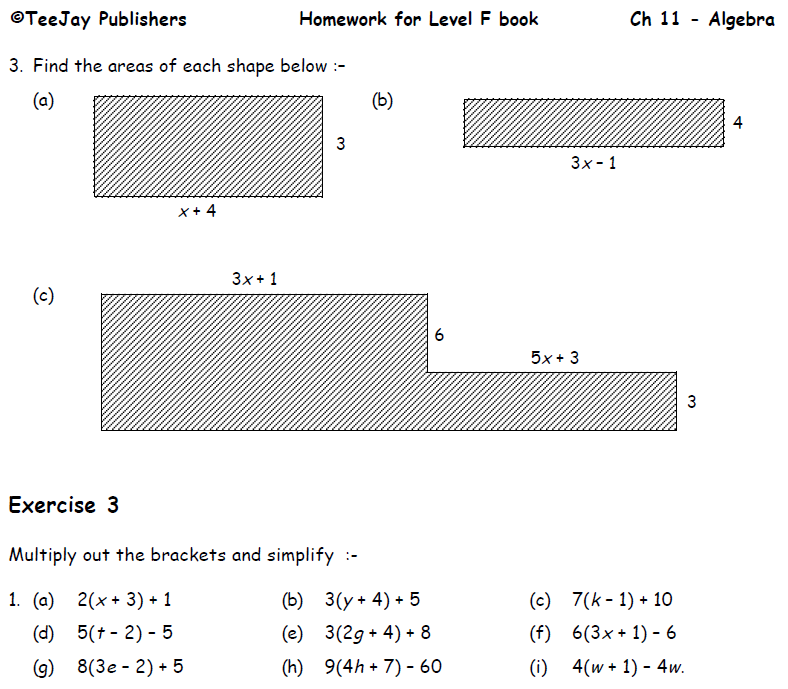 ©TeeJay Publishers Homework for Level F book Ch 11 - Algebra
3. Find the areas of each shape below :-
(a) (b)
3
4
x + 4
3x - 1
(c)
3x + 1
6
5x + 3
3
Exercise 3
Multiply out the brackets and simplify :-
1. (a) 2(x + 3) + 1 (b) 3(y + 4) + 5 (c) 7(k - 1) + 10
(d) 5(t - 2) - 5 (e) 3(2g + 4) + 8 (f) 6(3x + 1) - 6
(g) 8(3e - 2) + 5 (h) 9(4h + 7) - 60 (i) 4(w + 1) - 4w.